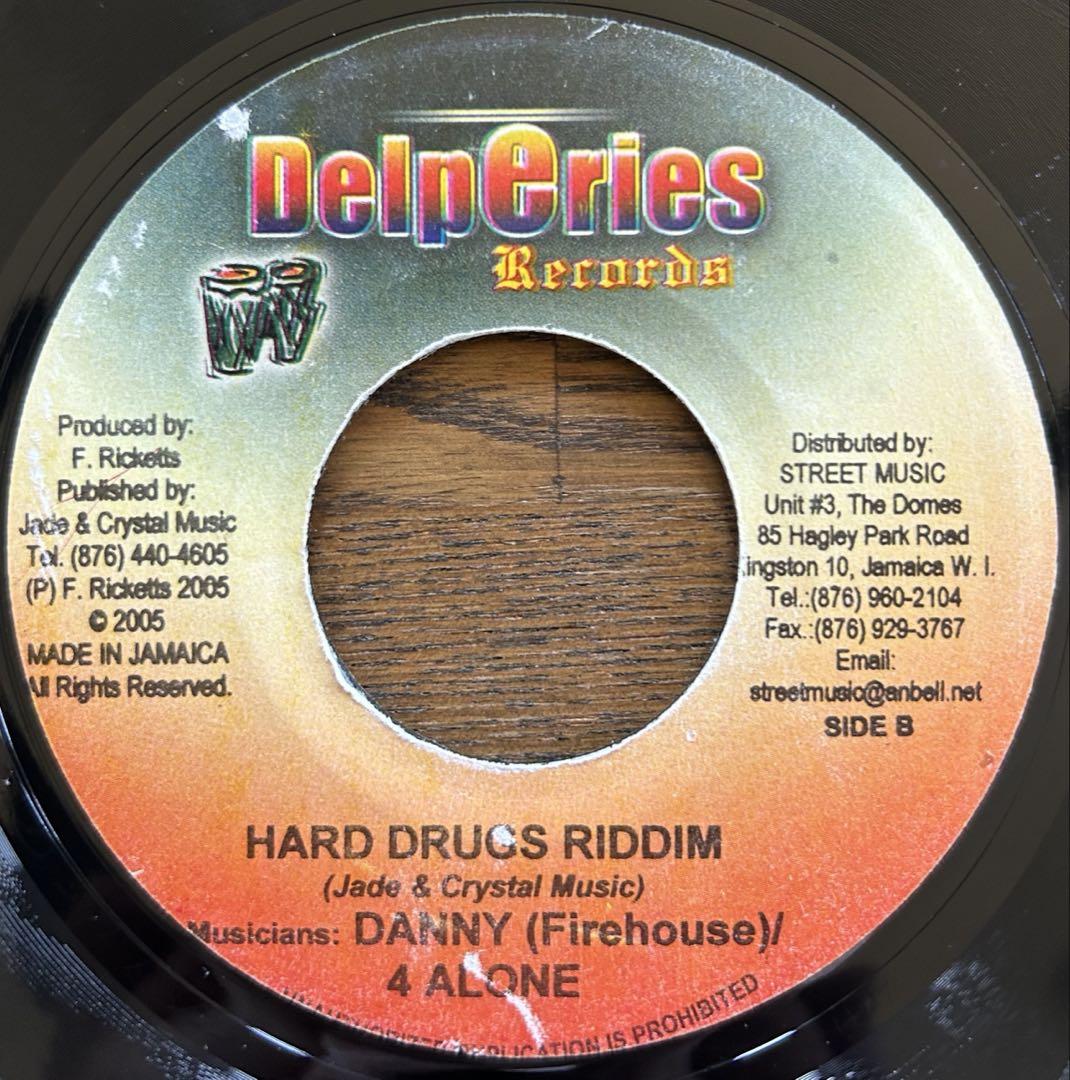 Delperies
Records
Produced by:
F. Ricketts
Published by:
Jade & Crystal Music
Tel. (876) 440-4605
(P) F. Ricketts 2005
© 2005
MADE IN JAMAICA
All Rights Reserved.
Distributed by:
STREET MUSIC
Unit #3, The Domes
85 Hagley Park Road
ingston 10, Jamaica W. I.
Tel.:(876) 960-2104
Fax.:(876) 929-3767
Email:
streetmusic@anbell.net
SIDE B
HARD DRUGS RIDDIM
(Jade & Crystal Music)
Musicians: DANNY (Firehouse)/
4 ALONE
DUPLICATION IS PROHIBITED